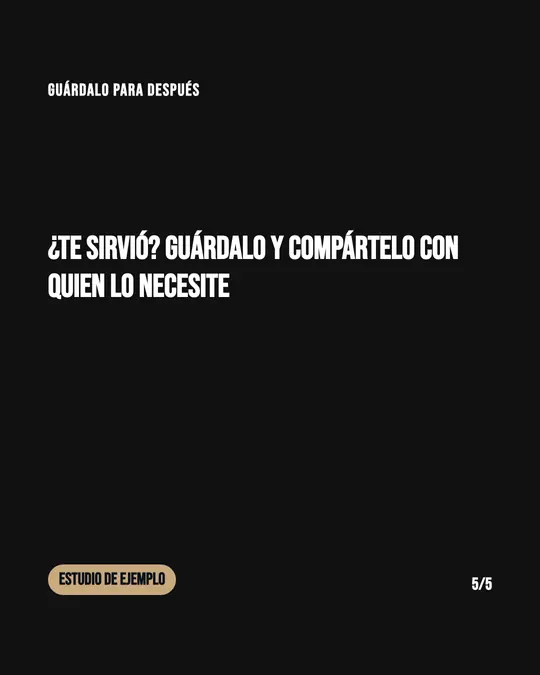 GUÁRDALO PARA DESPUÉS
¿TE SIRVIÓ? GUÁRDALO Y COMPÁRTELO CON
QUIEN LO NECESITE
ESTUDIO DE EJEMPLO
5/5